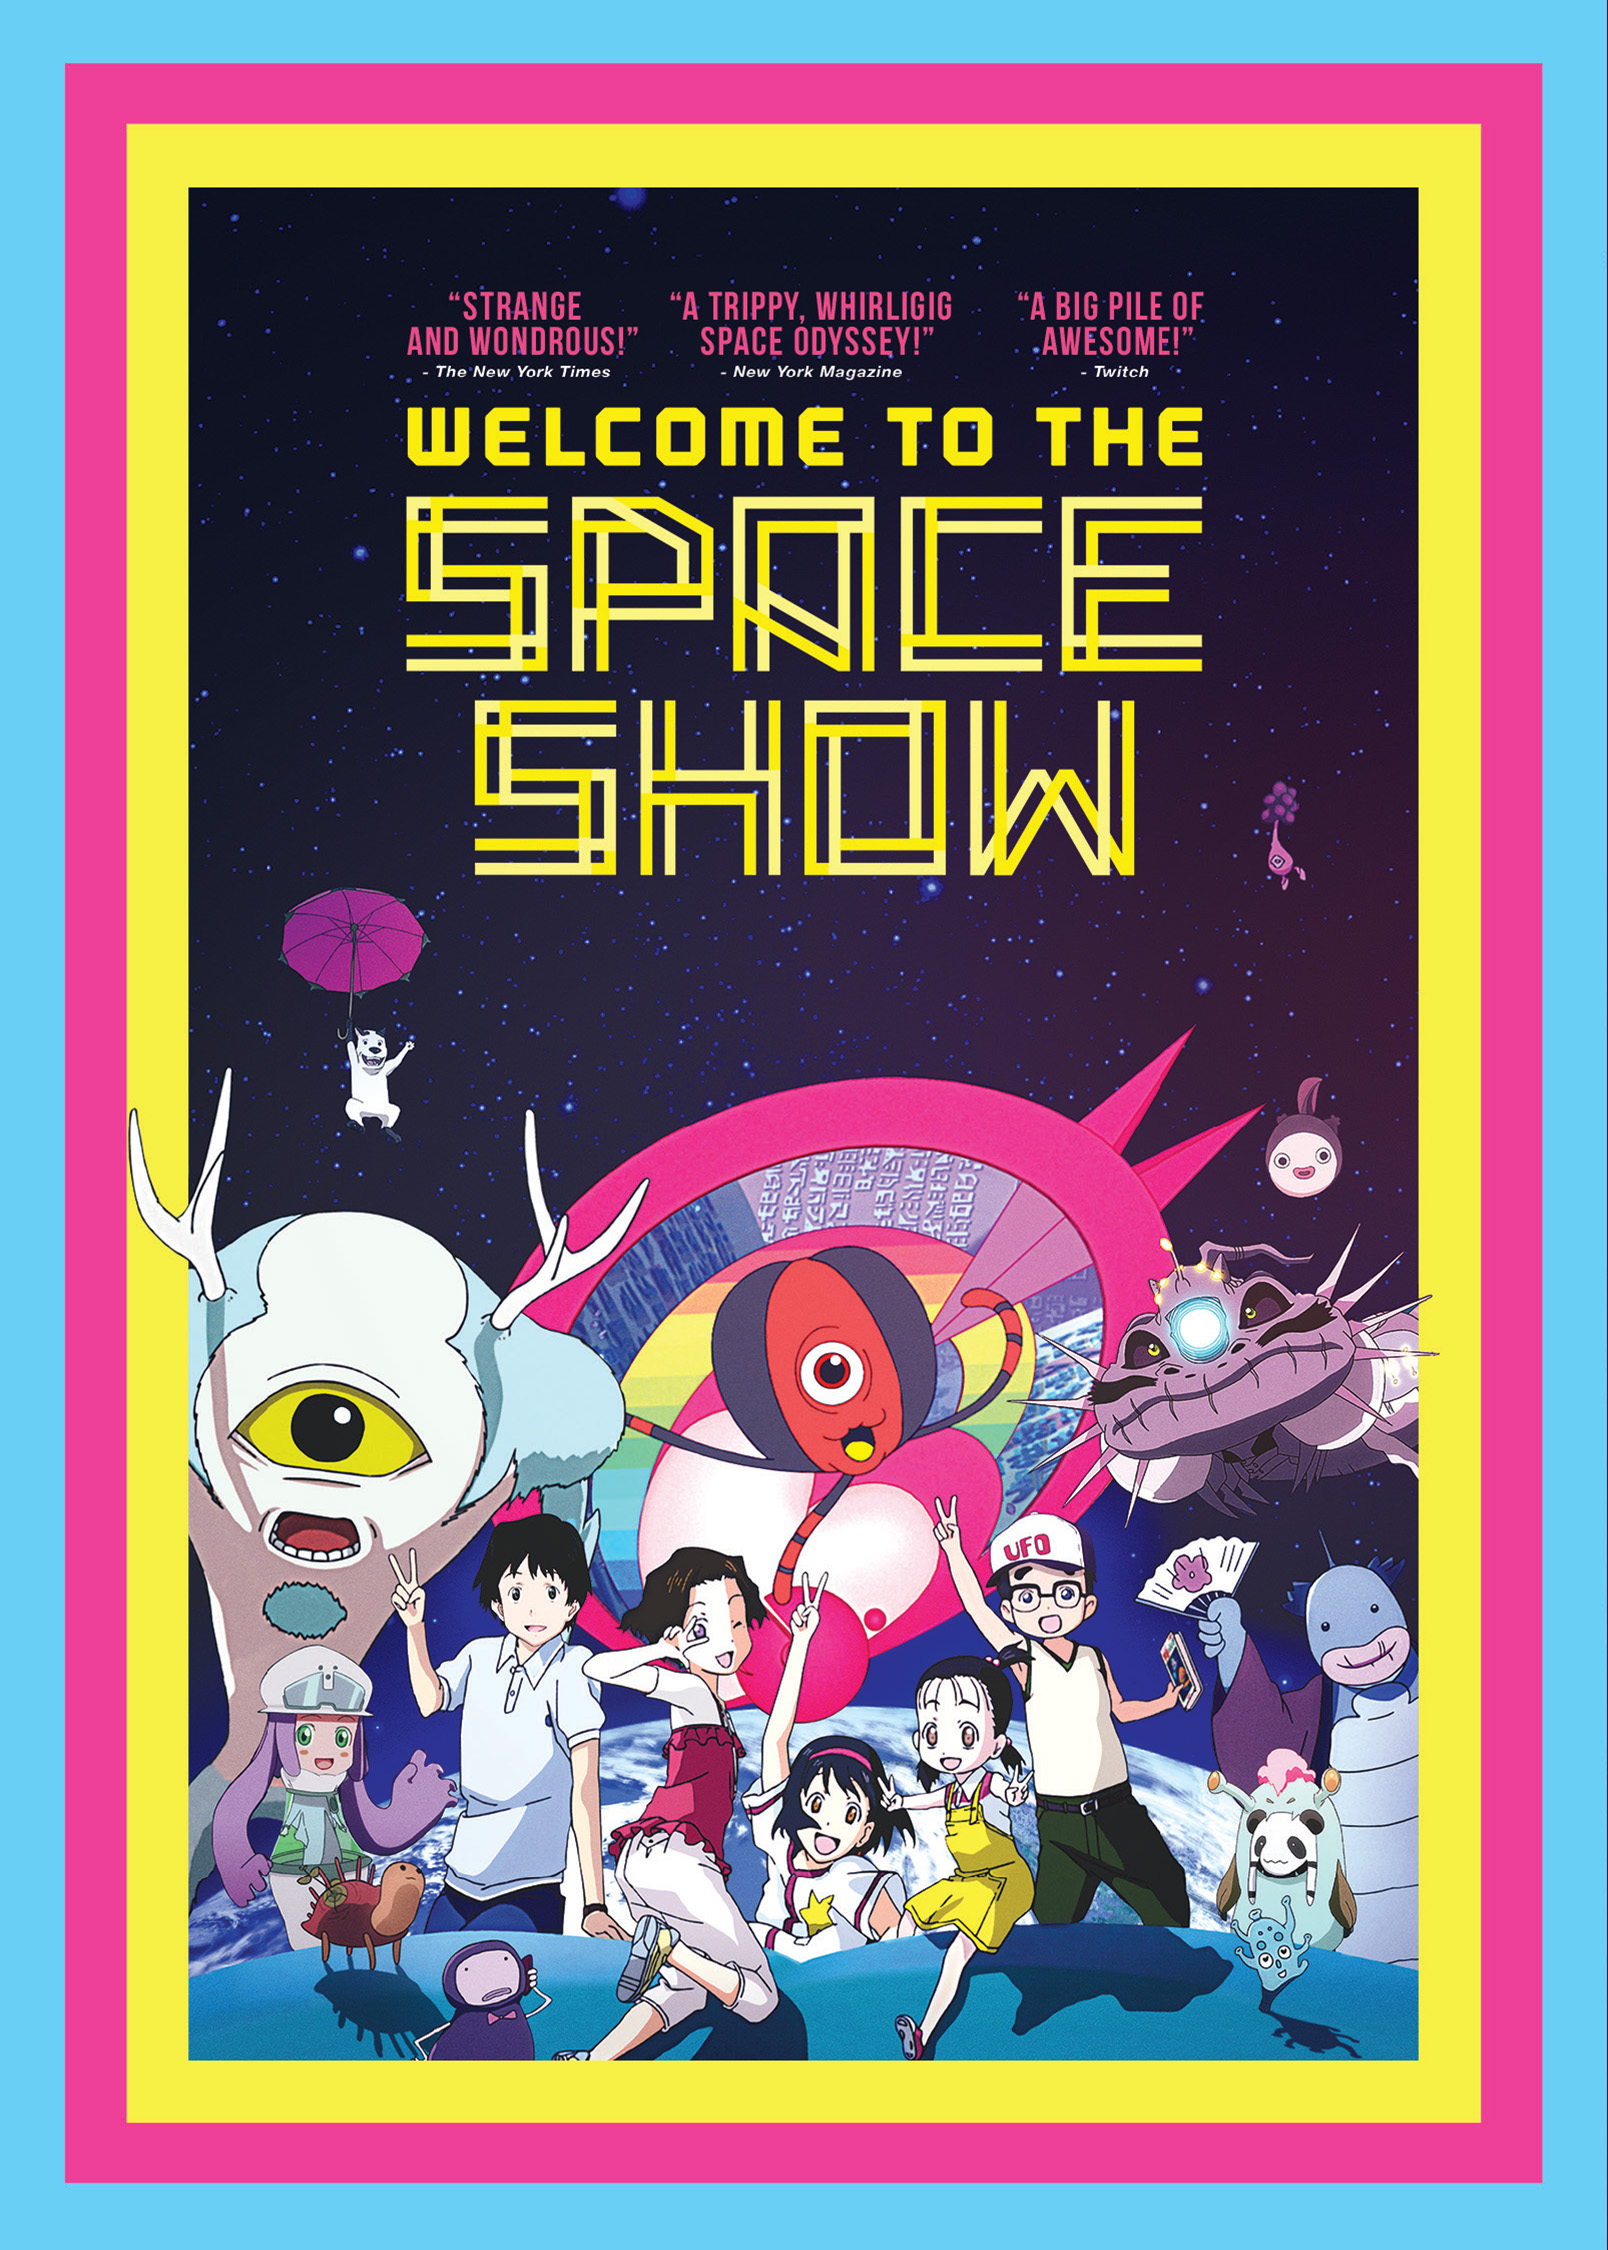 “STRANGE
AND WONDROUS!”
- The New York Times
“A TRIPPY, WHIRLIGIG
SPACE ODYSSEY!”
- New York Magazine
“A BIG PILE OF
AWESOME!”
- Twitch
WELCOME TO THE
SPACE
SHOW
UFO